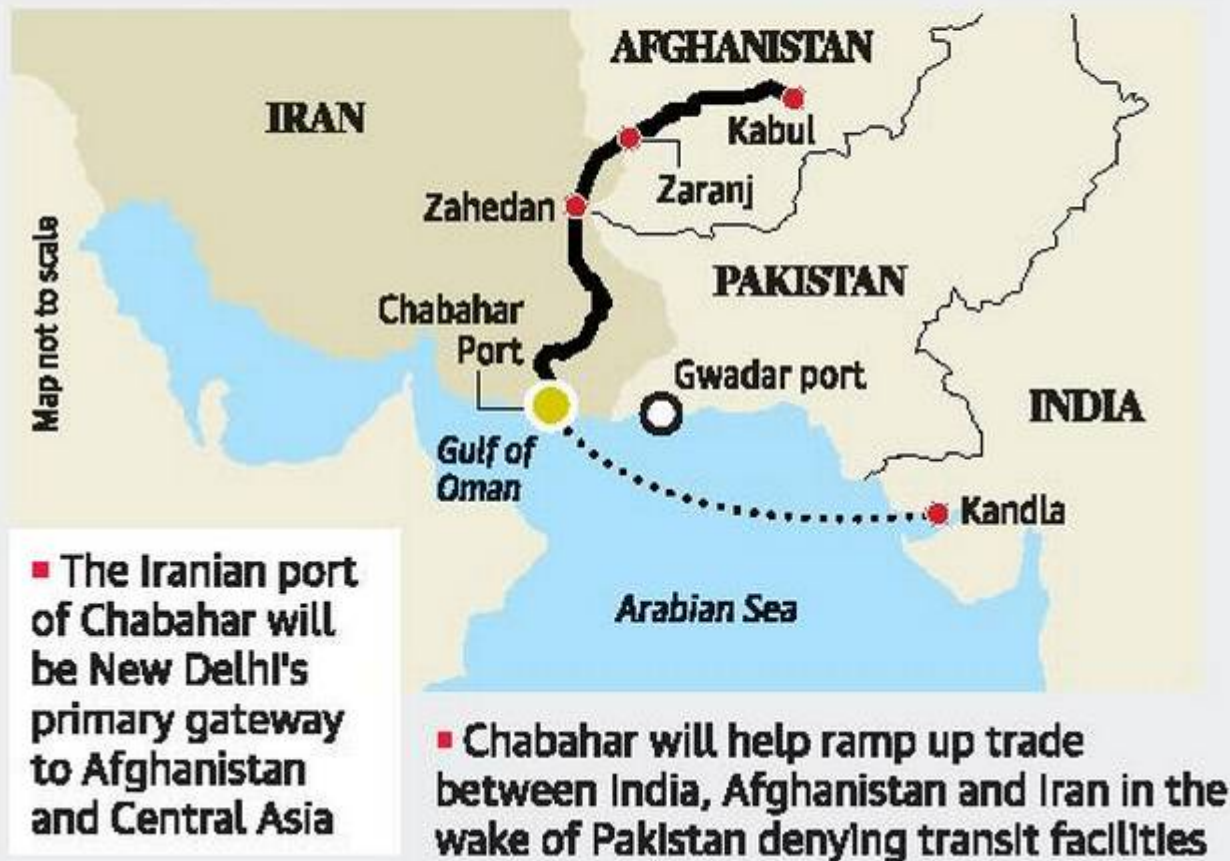 AFGHANISTAN
IRAN
Kabul
Zaranj
Zahedan
Map not to scale
PAKISTAN
Chabahar
Port
Gwadar port
INDIA
Gulf of
Oman
Kandla
Arabian Sea
The Iranian port
of Chabahar will
be New Delhi's
primary gateway
to Afghanistan
and Central Asia
Chabahar will help ramp up trade
between India, Afghanistan and Iran in the
wake of Pakistan denying transit facilities